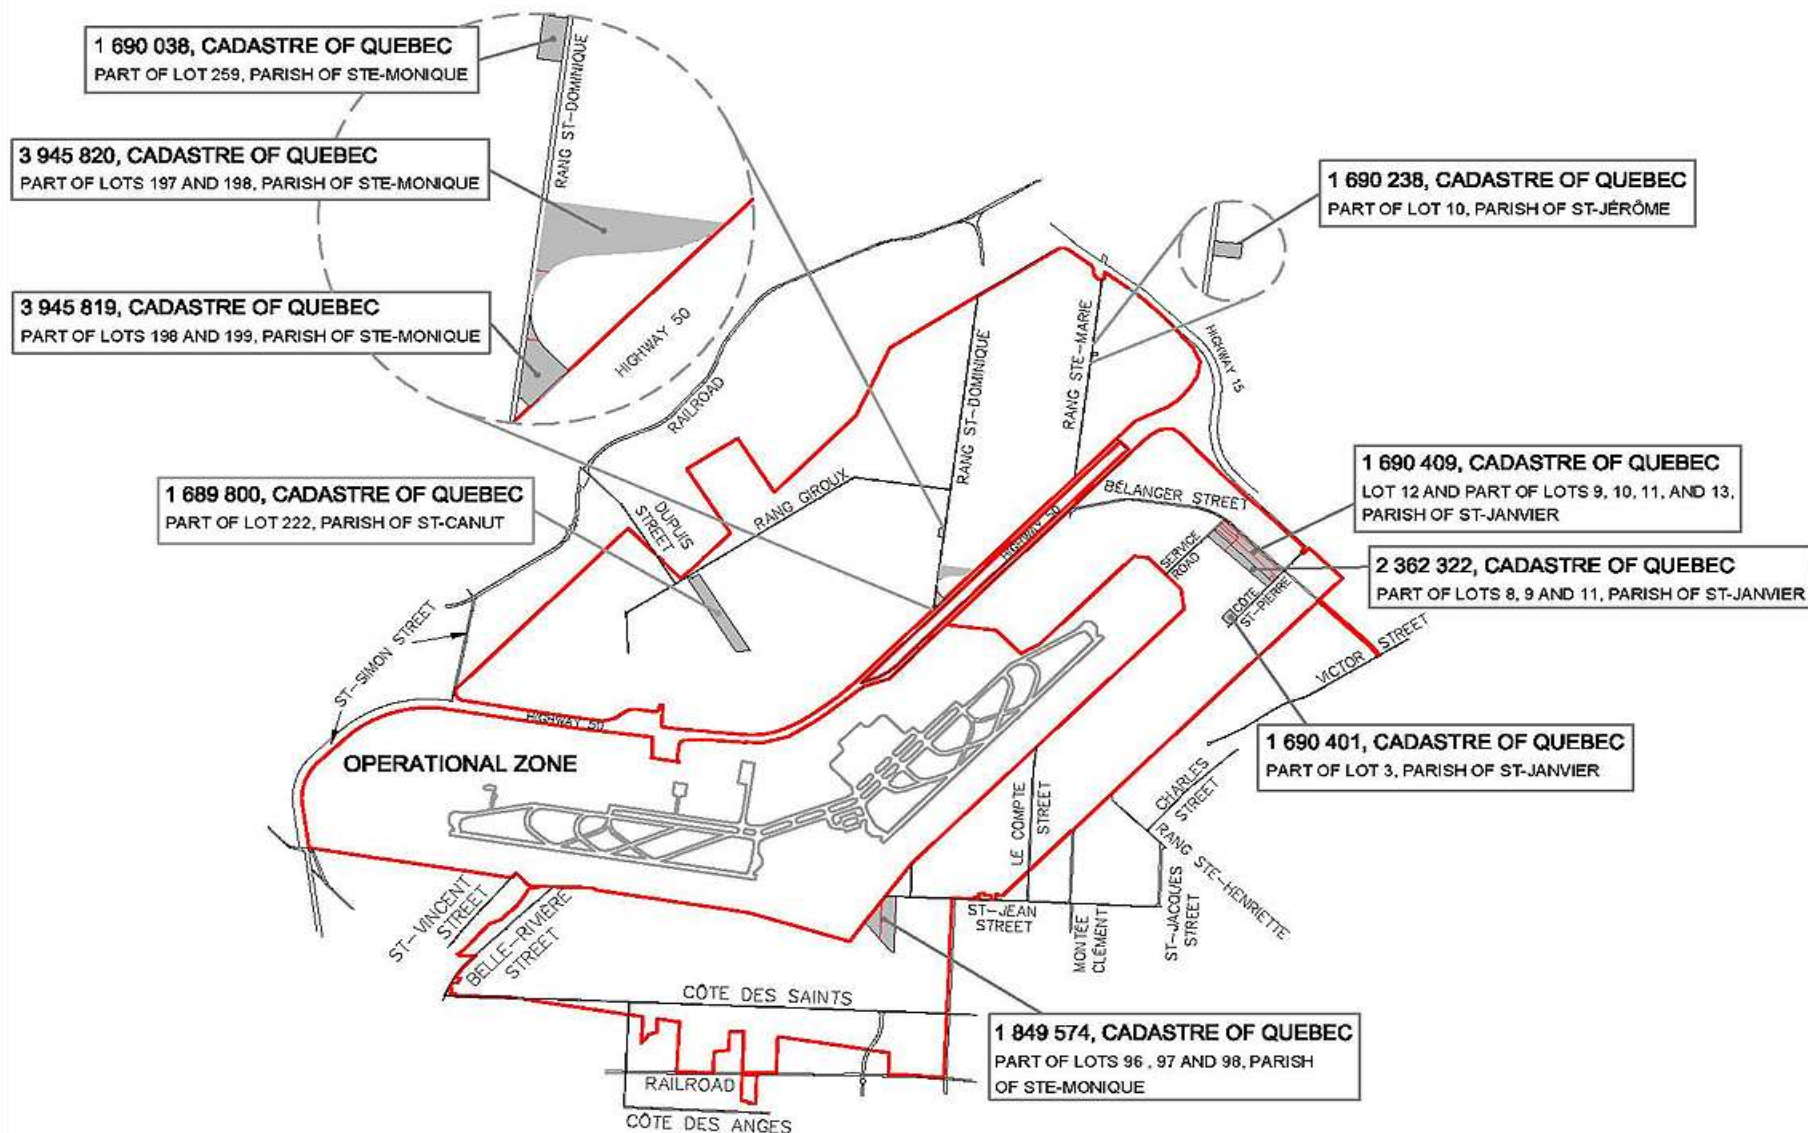 1 690 038, CADASTRE OF QUEBEC
PART OF LOT 259, PARISH OF STE-MONIQUE
3 945 820, CADASTRE OF QUEBEC
PART OF LOTS 197 AND 198, PARISH OF STE-MONIQUE
3 945 819, CADASTRE OF QUEBEC
PART OF LOTS 198 AND 199, PARISH OF STE-MONIQUE
RANG ST-DOMINIQUE
HIGHWAY 50
1 690 238, CADASTRE OF QUEBEC
PART OF LOT 10, PARISH OF ST-JÉRÔME
HIGHWAY 15
RAILROAD
RANG ST-DOMINIQUE
RANG STE-MARIE
1 689 800, CADASTRE OF QUEBEC
PART OF LOT 222, PARISH OF ST-CANUT
DUPUIS
STREET
RANG GIROUX
HIGHWAY 50
BÉLANGER STREET
1 690 409, CADASTRE OF QUEBEC
LOT 12 AND PART OF LOTS 9, 10, 11, AND 13,
PARISH OF ST-JANVIER
SERVICE
ROAD
2 362 322, CADASTRE OF QUEBEC
PART OF LOTS 8, 9 AND 11, PARISH OF ST-JANVIER
CÔTE
ST-PIERRE
VICTOR STREET
ST-SIMON STREET
HIGHWAY 50
OPERATIONAL ZONE
1 690 401, CADASTRE OF QUEBEC
PART OF LOT 3, PARISH OF ST-JANVIER
LE COMPTE
STREET
CHARLES
STREET
RANG STE-HENRIETTE
ST-VINCENT
STREET
BELLE-RIVIÈRE
STREET
ST-JEAN
STREET
MONTÉE
CLÉMENT
ST-JACQUES
STREET
CÔTE DES SAINTS
1 849 574, CADASTRE OF QUEBEC
PART OF LOTS 96 , 97 AND 98, PARISH
OF STE-MONIQUE
RAILROAD
CÔTE DES ANGES